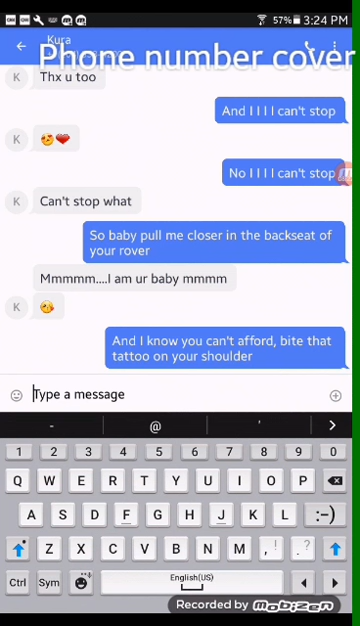 57% 3:24 PM
Kura
Phone number cover
K Thx u too
And I I I I can't stop
K
No I I I I can't stop
K Can't stop what
So baby pull me closer in the backseat of
your rover
Mmmmm....I am ur baby mmmm
K
And I know you can't afford, bite that
tattoo on your shoulder
Type a message
- @ ' >
1 2 3 4 5 6 7 8 9 0
Q W E R T Y U I O P
A S D F G H J K L :-)
Z X C V B N M , ! . ?
Ctrl Sym English(US)
Recorded by Mobizen